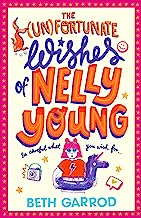 THE
(UN)FORTUNATE
Wishes
OF NELLY
YOUNG
Be careful what you wish for...
BETH GARROD